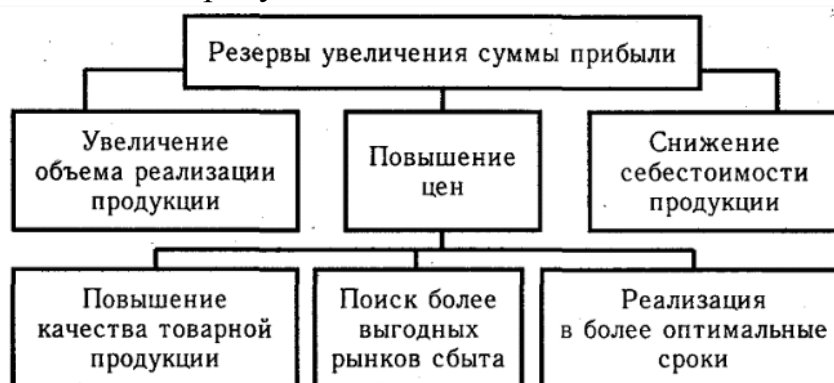 Резервы увеличения суммы прибыли
Увеличение
объема реализации
продукции
Повышение
цен
Снижение
себестоимости
продукции
Повышение
качества товарной
продукции
Поиск более
выгодных
рынков сбыта
Реализация
в более оптимальные
сроки